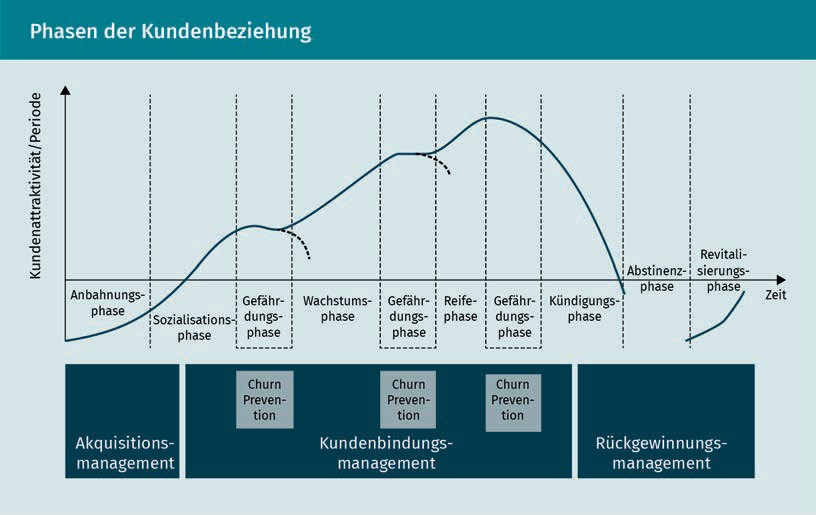 Phasen der Kundenbeziehung
Kundenattraktivität/Periode
Anbahnungs-
phase
Sozialisations-
phase
Gefähr-
dungs-
phase
Wachstums-
phase
Gefähr-
dungs-
phase
Reife-
phase
Gefähr-
dungs-
phase
Kündigungs-
phase
Abstinenz-
phase
Revitali-
sierungs-
phase
Zeit
Akquisitions-
management
Churn
Preven-
tion
Churn
Preven-
tion
Churn
Preven-
tion
Kundenbindungs-
management
Rückgewinnungs-
management